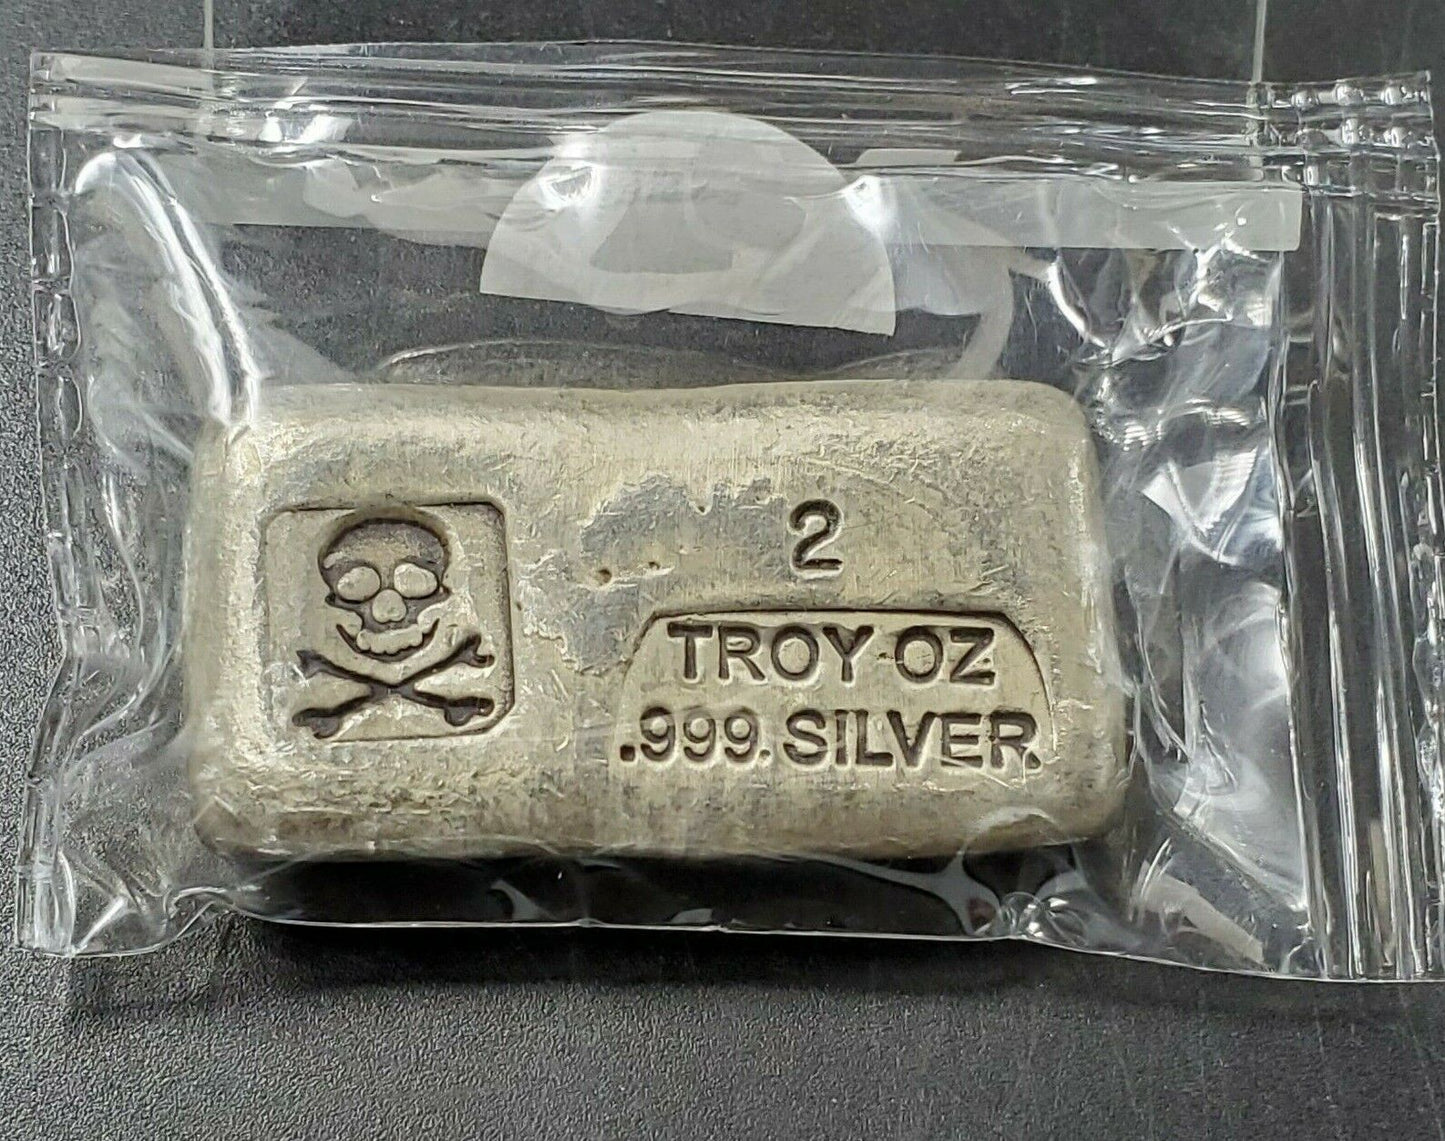 2
TROY OZ
.999. SILVER.